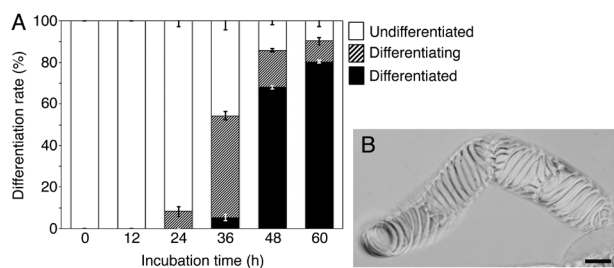 A
100
80
60
40
20
0
Differentiation rate (%)
0 12 24 36 48 60
Incubation time (h)
Undifferentiated
Differentiating
Differentiated
B